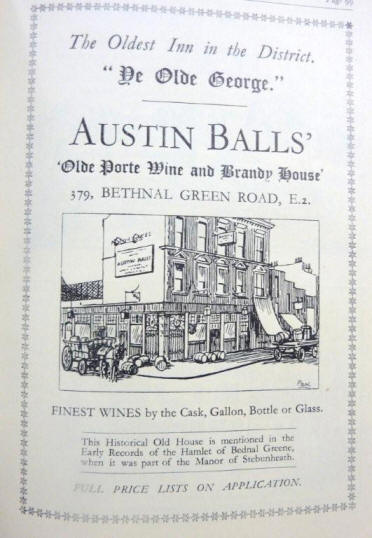 Page 99
The Oldest Inn in the District.
"Ye Olde George."
AUSTIN BALLS'
'Olde Porte Wine and Brandy House'
379, BETHNAL GREEN ROAD, E.2.
AUSTIN BALLS
FINEST WINES by the Cask, Gallon, Bottle or Glass.
This Historical Old House is mentioned in the
Early Records of the Hamlet of Bednal Greene,
when it was part of the Manor of Stebenheath.
FULL PRICE LISTS ON APPLICATION.